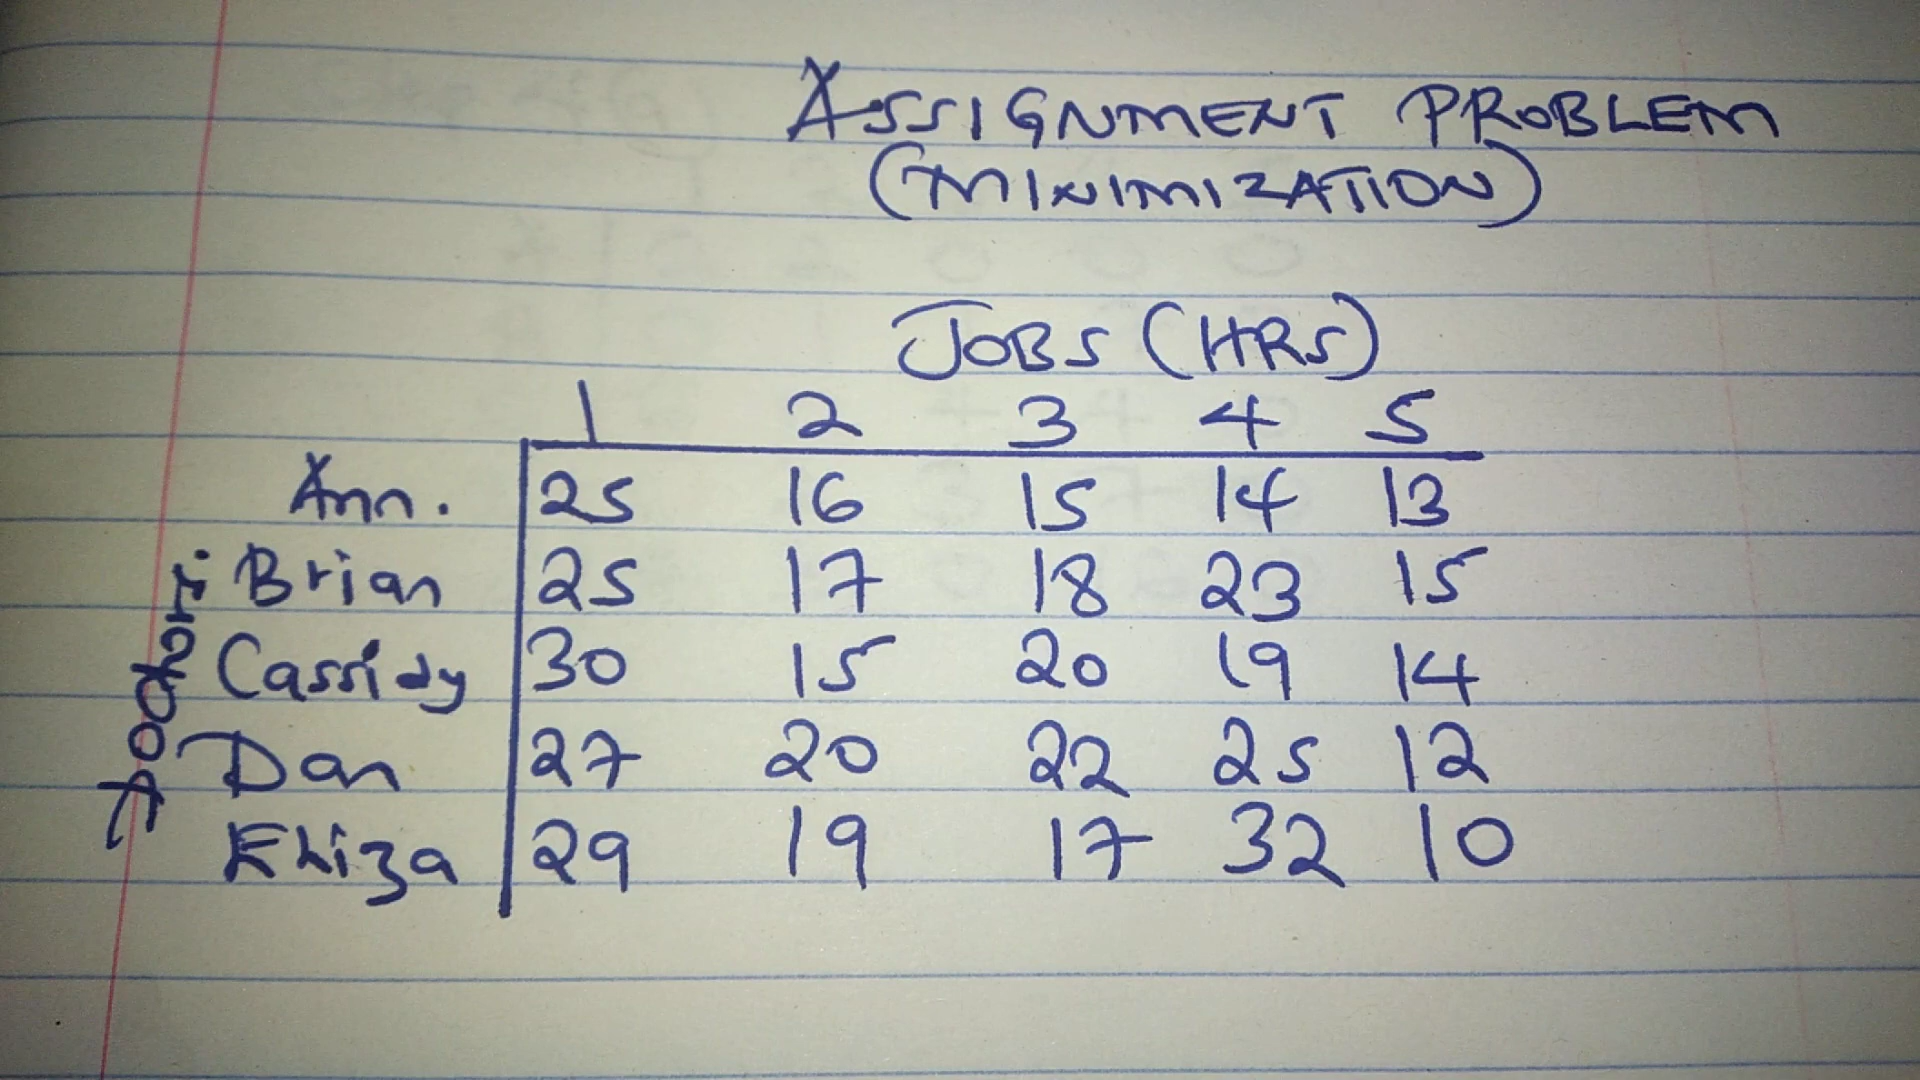 ASSIGNMENT PROBLEM
(MINIMIZATION)
JOBS (HRS)
1 2 3 4 5
Ann. 25 16 15 14 13
Brian 25 17 18 23 15
Cassidy 30 15 20 19 14
Dan 27 20 22 25 12
Eliza 29 19 17 32 10